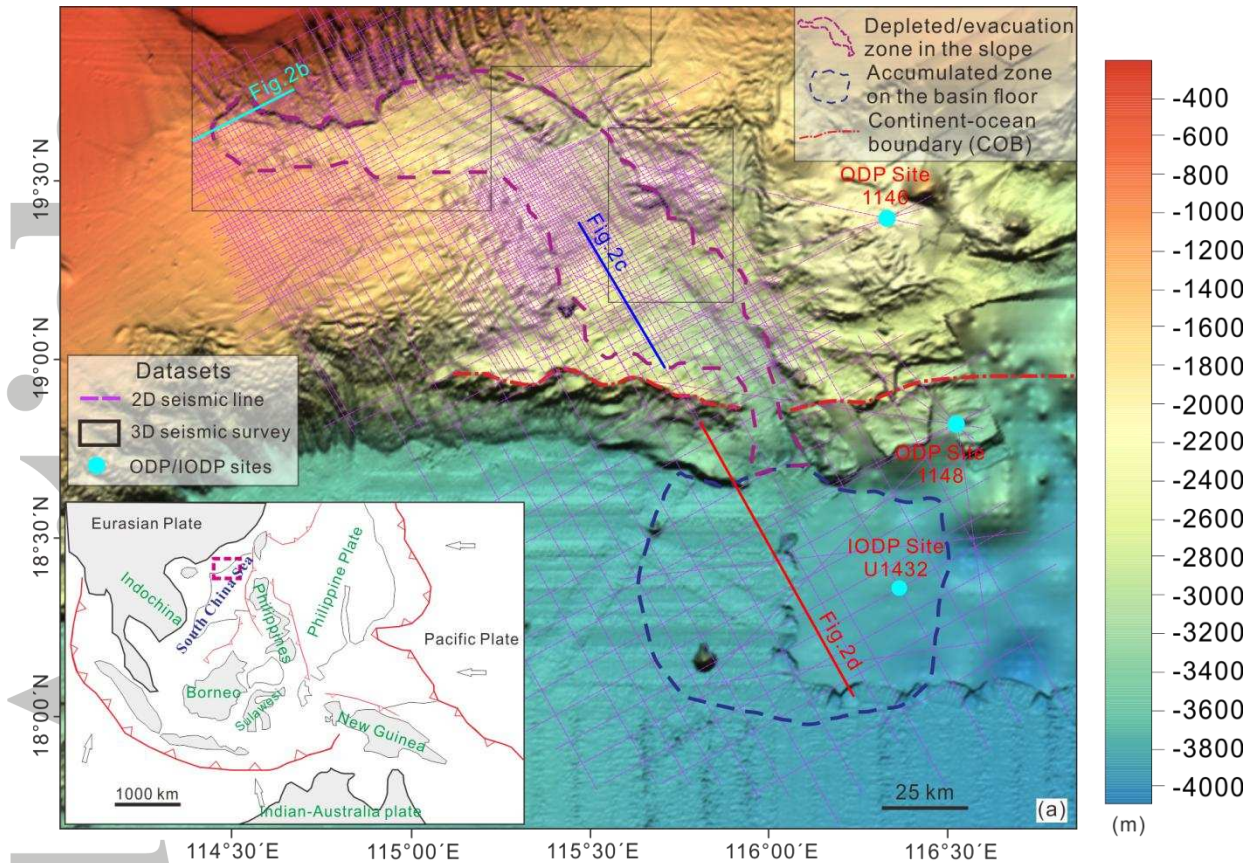 Depleted/evacuation
zone in the slope
Accumulated zone
on the basin floor
Continent-ocean
boundary (COB)
Fig.2b
Fig.2c
Fig.2d
ODP Site
1146
ODP Site
1148
IODP Site
U1432
Datasets
2D seismic line
3D seismic survey
ODP/IODP sites
Eurasian Plate
Indochina
South China Sea
Philippines
Philippine Plate
Pacific Plate
Borneo
Sulawesi
New Guinea
1000 km
Indian-Australia plate
25 km
(a)
19°30′N
19°00′N
18°30′N
18°00′N
114°30′E
115°00′E
115°30′E
116°00′E
116°30′E
-400
-600
-800
-1000
-1200
-1400
-1600
-1800
-2000
-2200
-2400
-2600
-2800
-3000
-3200
-3400
-3600
-3800
-4000
(m)